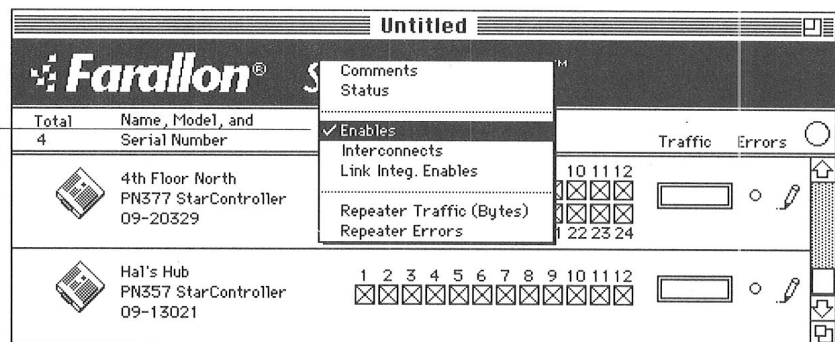 Untitled
Farallon® S ™
Comments
Status
✓ Enables
Interconnects
Link Integ. Enables
Repeater Traffic (Bytes)
Repeater Errors
Total Name, Model, and
4 Serial Number Traffic Errors
4th Floor North
PN377 StarController
09-20329
10 11 12
22 23 24
Hal's Hub
PN357 StarController
09-13021
1 2 3 4 5 6 7 8 9 10 11 12